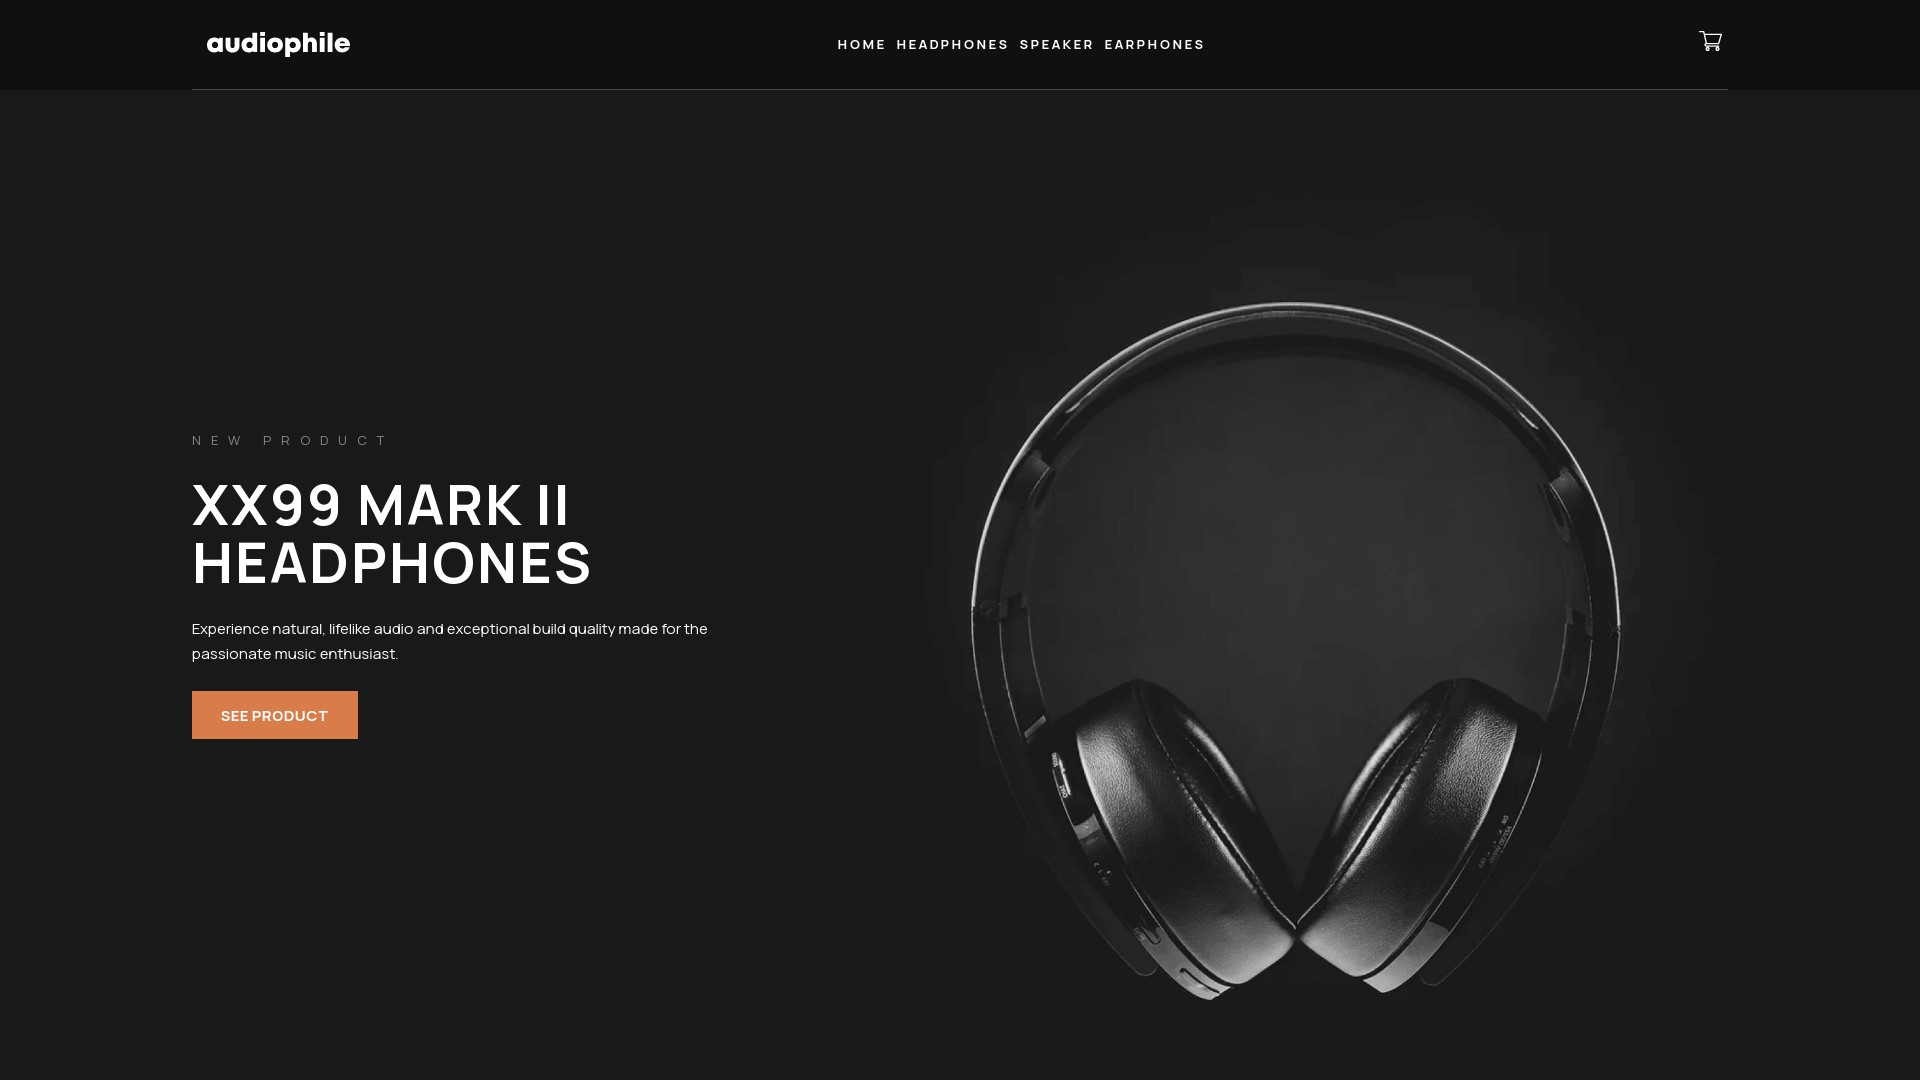 audiophile
HOME HEADPHONES SPEAKER EARPHONES
NEW PRODUCT
XX99 MARK II
HEADPHONES
Experience natural, lifelike audio and exceptional build quality made for the
passionate music enthusiast.
SEE PRODUCT